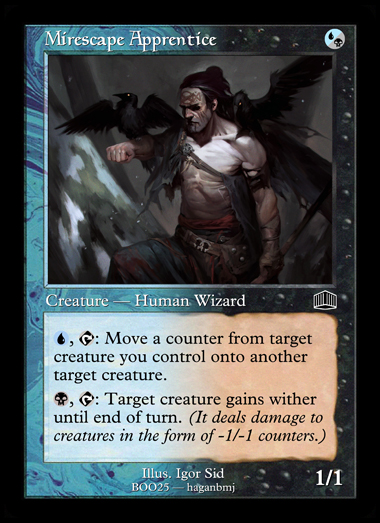 Mirescape Apprentice
Creature — Human Wizard
, : Move a counter from target
creature you control onto another
target creature.
, : Target creature gains wither
until end of turn. (It deals damage to
creatures in the form of -1/-1 counters.)
Illus. Igor Sid
BOO25 — haganbmj
1/1